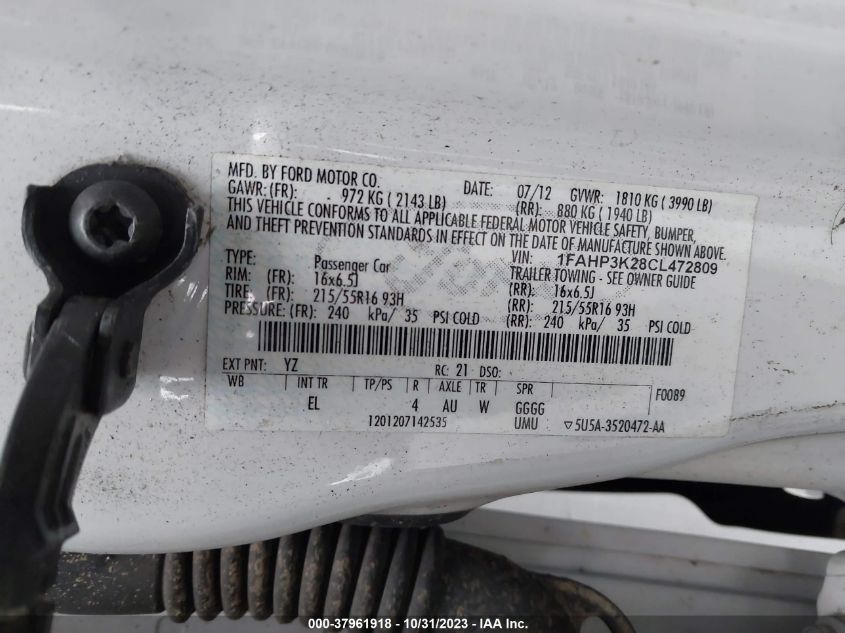 MFD. BY FORD MOTOR CO. DATE: 07/12 GVWR: 1810 KG ( 3990 LB)
GAWR: (FR): - 972 KG ( 2143 LB) (RR): 880 KG ( 1940 LB)
THIS VEHICLE CONFORMS TO ALL APPLICABLE FEDERAL MOTOR VEHICLE SAFETY, BUMPER,
AND THEFT PREVENTION STANDARDS IN EFFECT ON THE DATE OF MANUFACTURE SHOWN ABOVE.
VIN: 1FAHP3K28CL472809
TYPE: Passenger Car TRAILER TOWING - SEE OWNER GUIDE
RIM: (FR): 16x6.5J (RR): 16x6.5J
TIRE: (FR): 215/55R16 93H (RR): 215/55R16 93H
PRESSURE: (FR): 240 kPa/ 35 PSI COLD (RR): 240 kPa/ 35 PSI COLD
EXT PNT: YZ RC: 21 DSO:
WB INT TR TP/PS R AXLE TR SPR F0089
EL 4 AU W GGGG
1201207142535 UMU ▽5U5A-3520472-AA
000-37961918 - 10/31/2023 - IAA Inc.